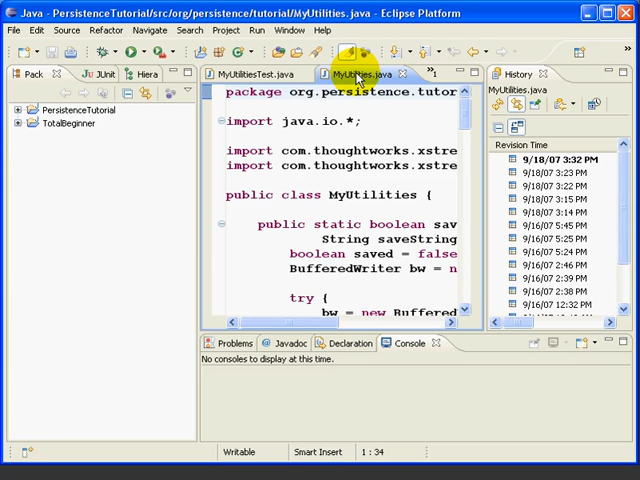 Java - PersistenceTutorial/src/org/persistence/tutorial/MyUtilities.java - Eclipse Platform
File Edit Source Refactor Navigate Search Project Run Window Help
Pack JUnit Hiera
MyUtilitiesTest.java MyUtilities.java »1
History
MyUtilities.java
PersistenceTutorial
TotalBeginner
package org.persistence.tutor
import java.io.*;
import com.thoughtworks.xstre
import com.thoughtworks.xstre
public class MyUtilities {
public static boolean sav
String saveString
boolean saved = false
BufferedWriter bw = n
try {
bw = new Buffered
Revision Time
9/18/07 3:32 PM
9/18/07 3:23 PM
9/18/07 3:22 PM
9/18/07 3:15 PM
9/18/07 3:14 PM
9/16/07 5:45 PM
9/16/07 5:25 PM
9/16/07 5:24 PM
9/16/07 2:46 PM
9/16/07 2:39 PM
9/16/07 2:38 PM
9/16/07 12:32 PM
Problems Javadoc Declaration Console
No consoles to display at this time.
Writable Smart Insert 1 : 34